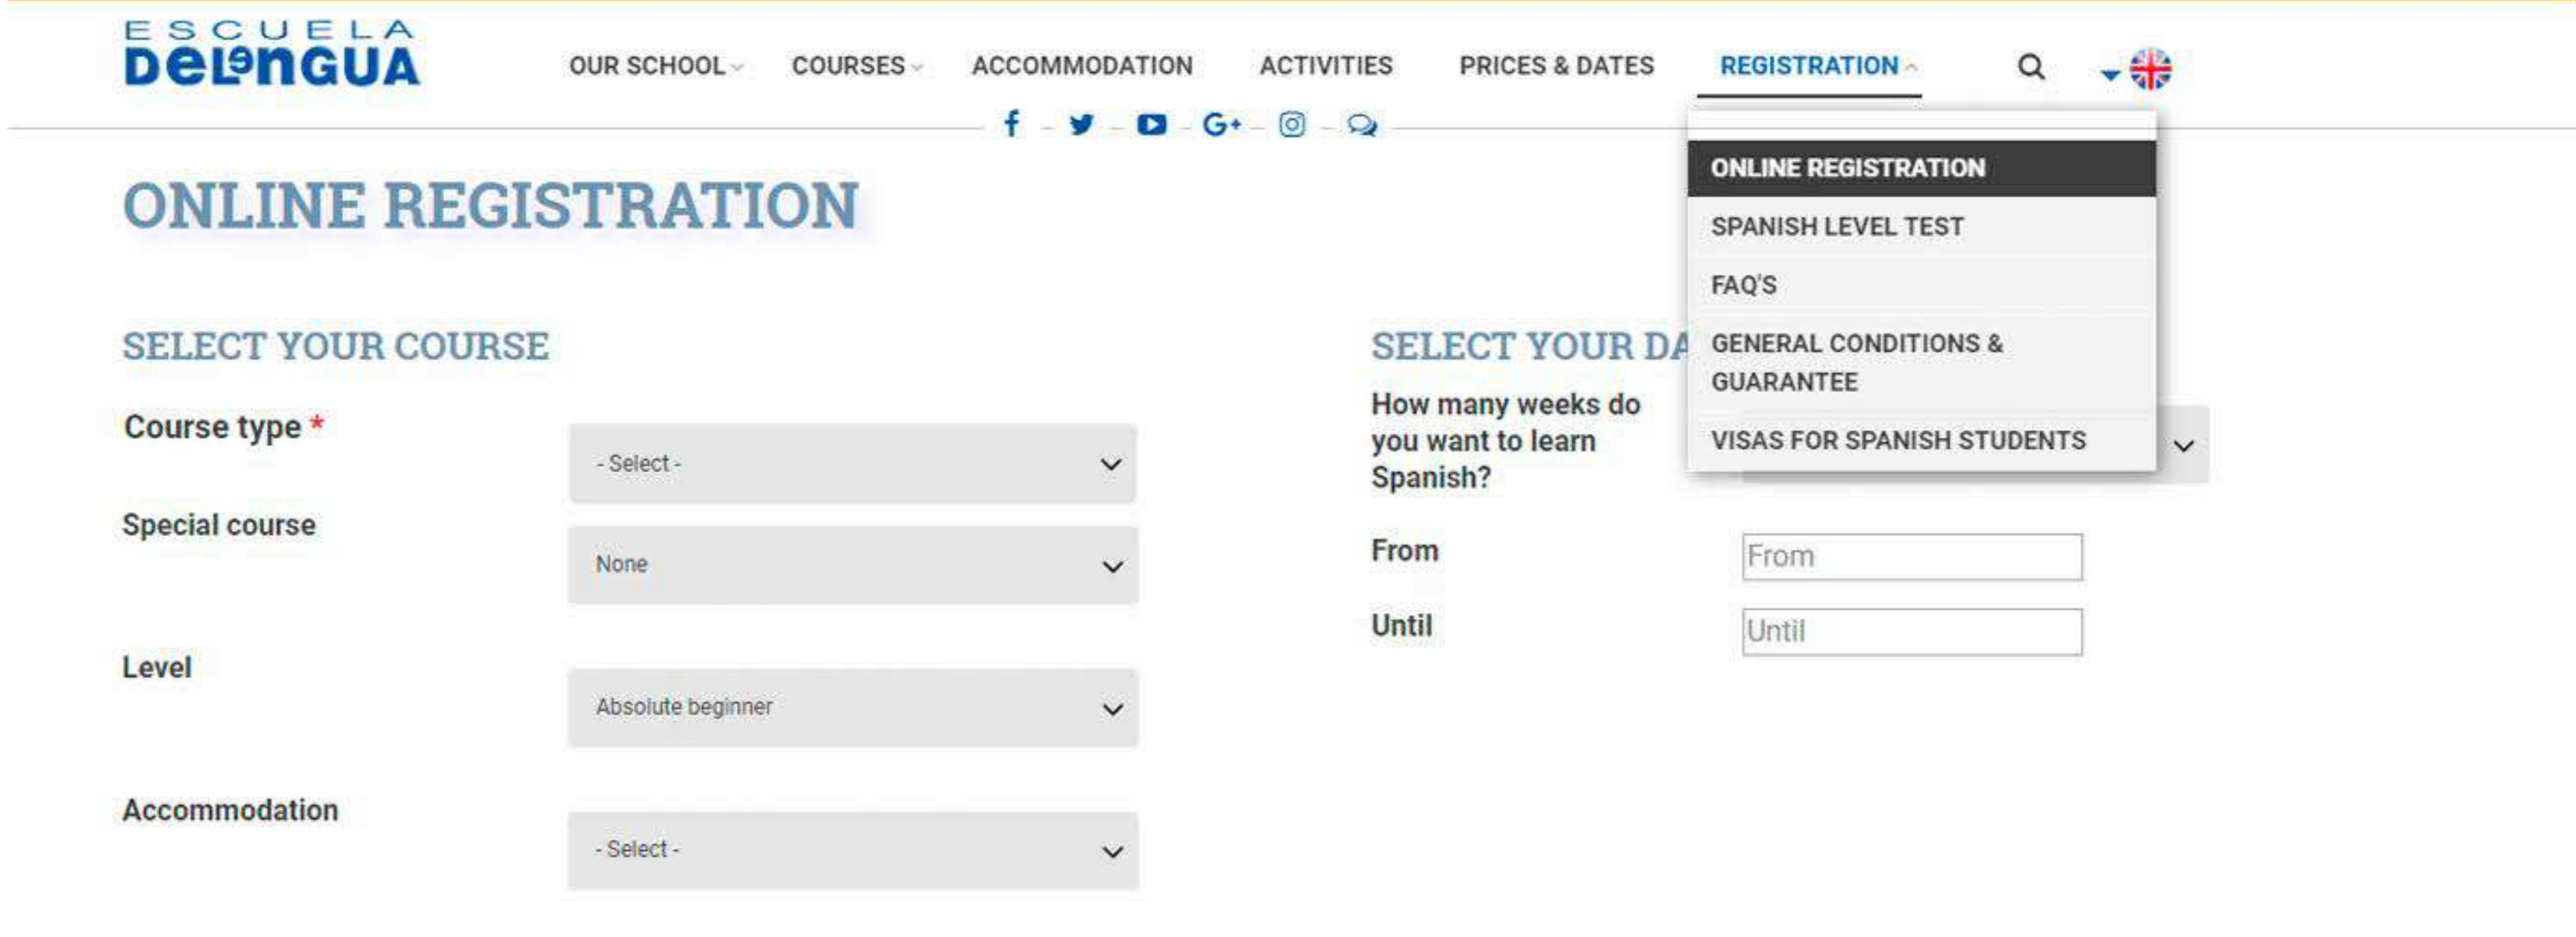 ESCUELA
DeLenGUA
OUR SCHOOL
COURSES
ACCOMMODATION
ACTIVITIES
PRICES & DATES
REGISTRATION
ONLINE REGISTRATION
SPANISH LEVEL TEST
FAQ'S
GENERAL CONDITIONS &
GUARANTEE
VISAS FOR SPANISH STUDENTS
ONLINE REGISTRATION
SELECT YOUR COURSE
Course type *
- Select -
Special course
None
Level
Absolute beginner
Accommodation
- Select -
SELECT YOUR DA
How many weeks do
you want to learn
Spanish?
From
From
Until
Until